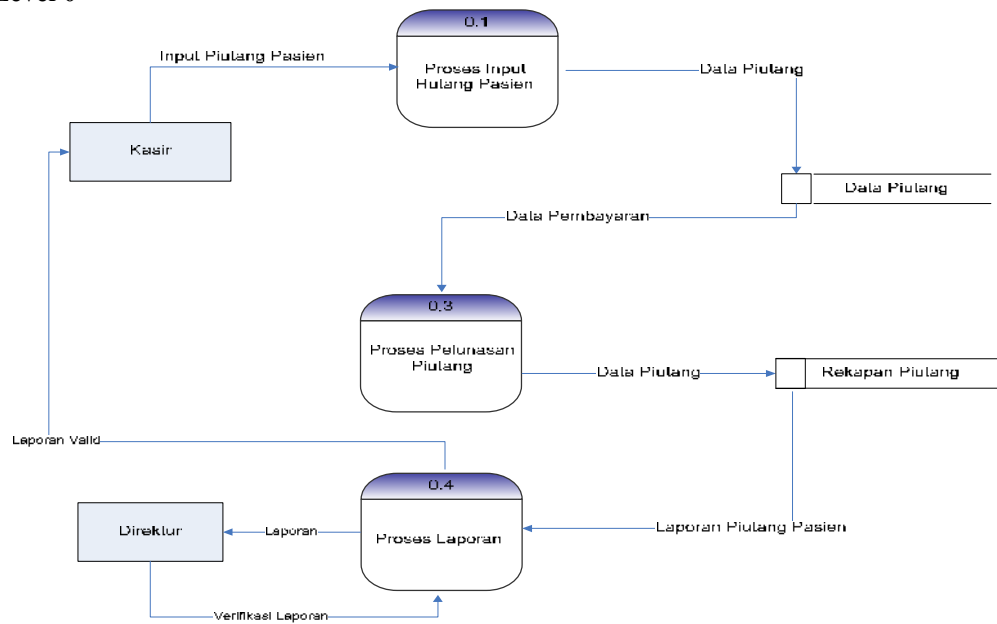 0.1
Input Piutang Pasien
Proses Input
Hutang Pasien
Data Piutang
Kasir
Data Piutang
Data Pembayaran
0.3
Proses Pelunasan
Piutang
Data Piutang
Rekapan Piutang
Laporan Valid
0.4
Direktur
Laporan
Proses Laporan
Laporan Piutang Pasien
Verifikasi Laporan